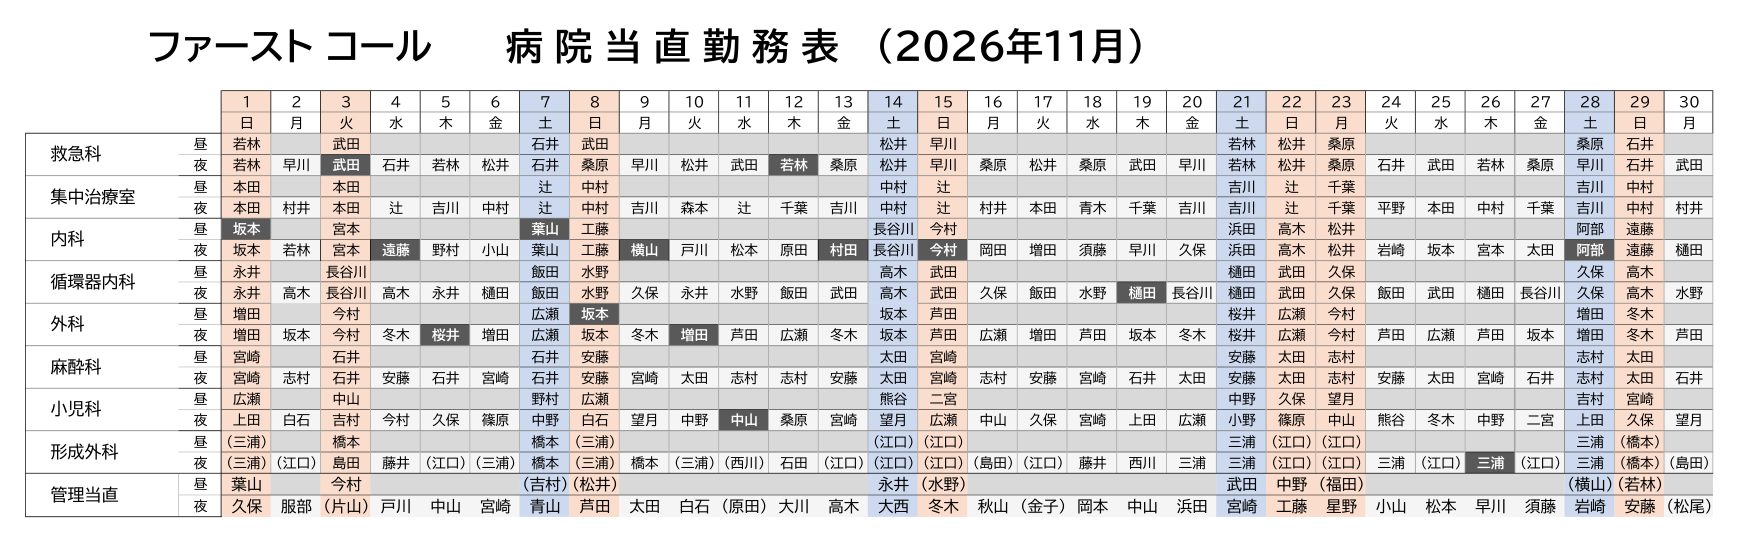 ファースト コール　病院当直勤務表 （2026年11月）
1 2 3 4 5 6 7 8 9 10 11 12 13 14 15 16 17 18 19 20 21 22 23 24 25 26 27 28 29 30
日 月 火 水 木 金 土 日 月 火 水 木 金 土 日 月 火 水 木 金 土 日 月 火 水 木 金 土 日 月
救急科
昼 若林 武田 石井 武田 松井 早川 若林 松井 桑原 桑原 石井
夜 若林 早川 武田 石井 若林 松井 石井 桑原 早川 松井 武田 若林 桑原 松井 早川 桑原 松井 桑原 武田 早川 若林 松井 桑原 石井 武田 若林 桑原 早川 石井 武田
集中治療室
昼 本田 本田 辻 中村 中村 辻 吉川 辻 千葉 吉川 中村
夜 本田 村井 本田 辻 吉川 中村 辻 中村 吉川 森本 辻 千葉 吉川 中村 辻 村井 本田 青木 千葉 吉川 吉川 辻 千葉 平野 本田 中村 千葉 吉川 中村 村井
内科
昼 坂本 宮本 葉山 工藤 長谷川 今村 浜田 高木 松井 阿部 遠藤
夜 坂本 若林 宮本 遠藤 野村 小山 葉山 工藤 横山 戸川 松本 原田 村田 長谷川 今村 岡田 増田 須藤 早川 久保 浜田 高木 松井 岩崎 坂本 宮本 太田 阿部 遠藤 樋田
循環器内科
昼 永井 長谷川 飯田 水野 高木 武田 樋田 武田 久保 久保 高木
夜 永井 高木 長谷川 高木 永井 樋田 飯田 水野 久保 永井 水野 飯田 武田 高木 武田 久保 飯田 水野 樋田 長谷川 樋田 武田 久保 飯田 武田 樋田 長谷川 久保 高木 水野
外科
昼 増田 今村 広瀬 坂本 坂本 芦田 桜井 広瀬 今村 増田 冬木
夜 増田 坂本 今村 冬木 桜井 増田 広瀬 坂本 冬木 増田 芦田 広瀬 冬木 坂本 芦田 広瀬 増田 芦田 坂本 冬木 桜井 広瀬 今村 芦田 広瀬 芦田 坂本 増田 冬木 芦田
麻酔科
昼 宮崎 石井 石井 安藤 太田 宮崎 安藤 太田 志村 志村 太田
夜 宮崎 志村 石井 安藤 石井 宮崎 石井 安藤 宮崎 太田 志村 志村 安藤 太田 宮崎 志村 安藤 宮崎 石井 太田 安藤 太田 志村 安藤 太田 宮崎 石井 志村 太田 石井
小児科
昼 広瀬 中山 野村 広瀬 熊谷 二宮 中野 久保 望月 吉村 宮崎
夜 上田 白石 吉村 今村 久保 篠原 中野 白石 望月 中野 中山 桑原 宮崎 望月 広瀬 中山 久保 宮崎 上田 広瀬 小野 篠原 中山 熊谷 冬木 中野 二宮 上田 久保 望月
形成外科
昼 （三浦） 橋本 橋本 （三浦） （江口） （江口） 三浦 （江口） （江口） 三浦 （橋本）
夜 （三浦） （江口） 島田 藤井 （江口） （三浦） 橋本 （三浦） 橋本 （三浦） （西川） 石田 （江口） （江口） （江口） （島田） （江口） 藤井 西川 三浦 三浦 （江口） （江口） 三浦 （江口） 三浦 （江口） 三浦 （橋本） （島田）
管理当直
昼 葉山 今村 （吉村） （松井） 永井 （水野） 武田 中野 （福田） （横山） （若林）
夜 久保 服部 （片山） 戸川 中山 宮崎 青山 芦田 太田 白石 （原田） 大川 高木 大西 冬木 秋山 （金子） 岡本 中山 浜田 宮崎 工藤 星野 小山 松本 早川 須藤 岩崎 安藤 （松尾）